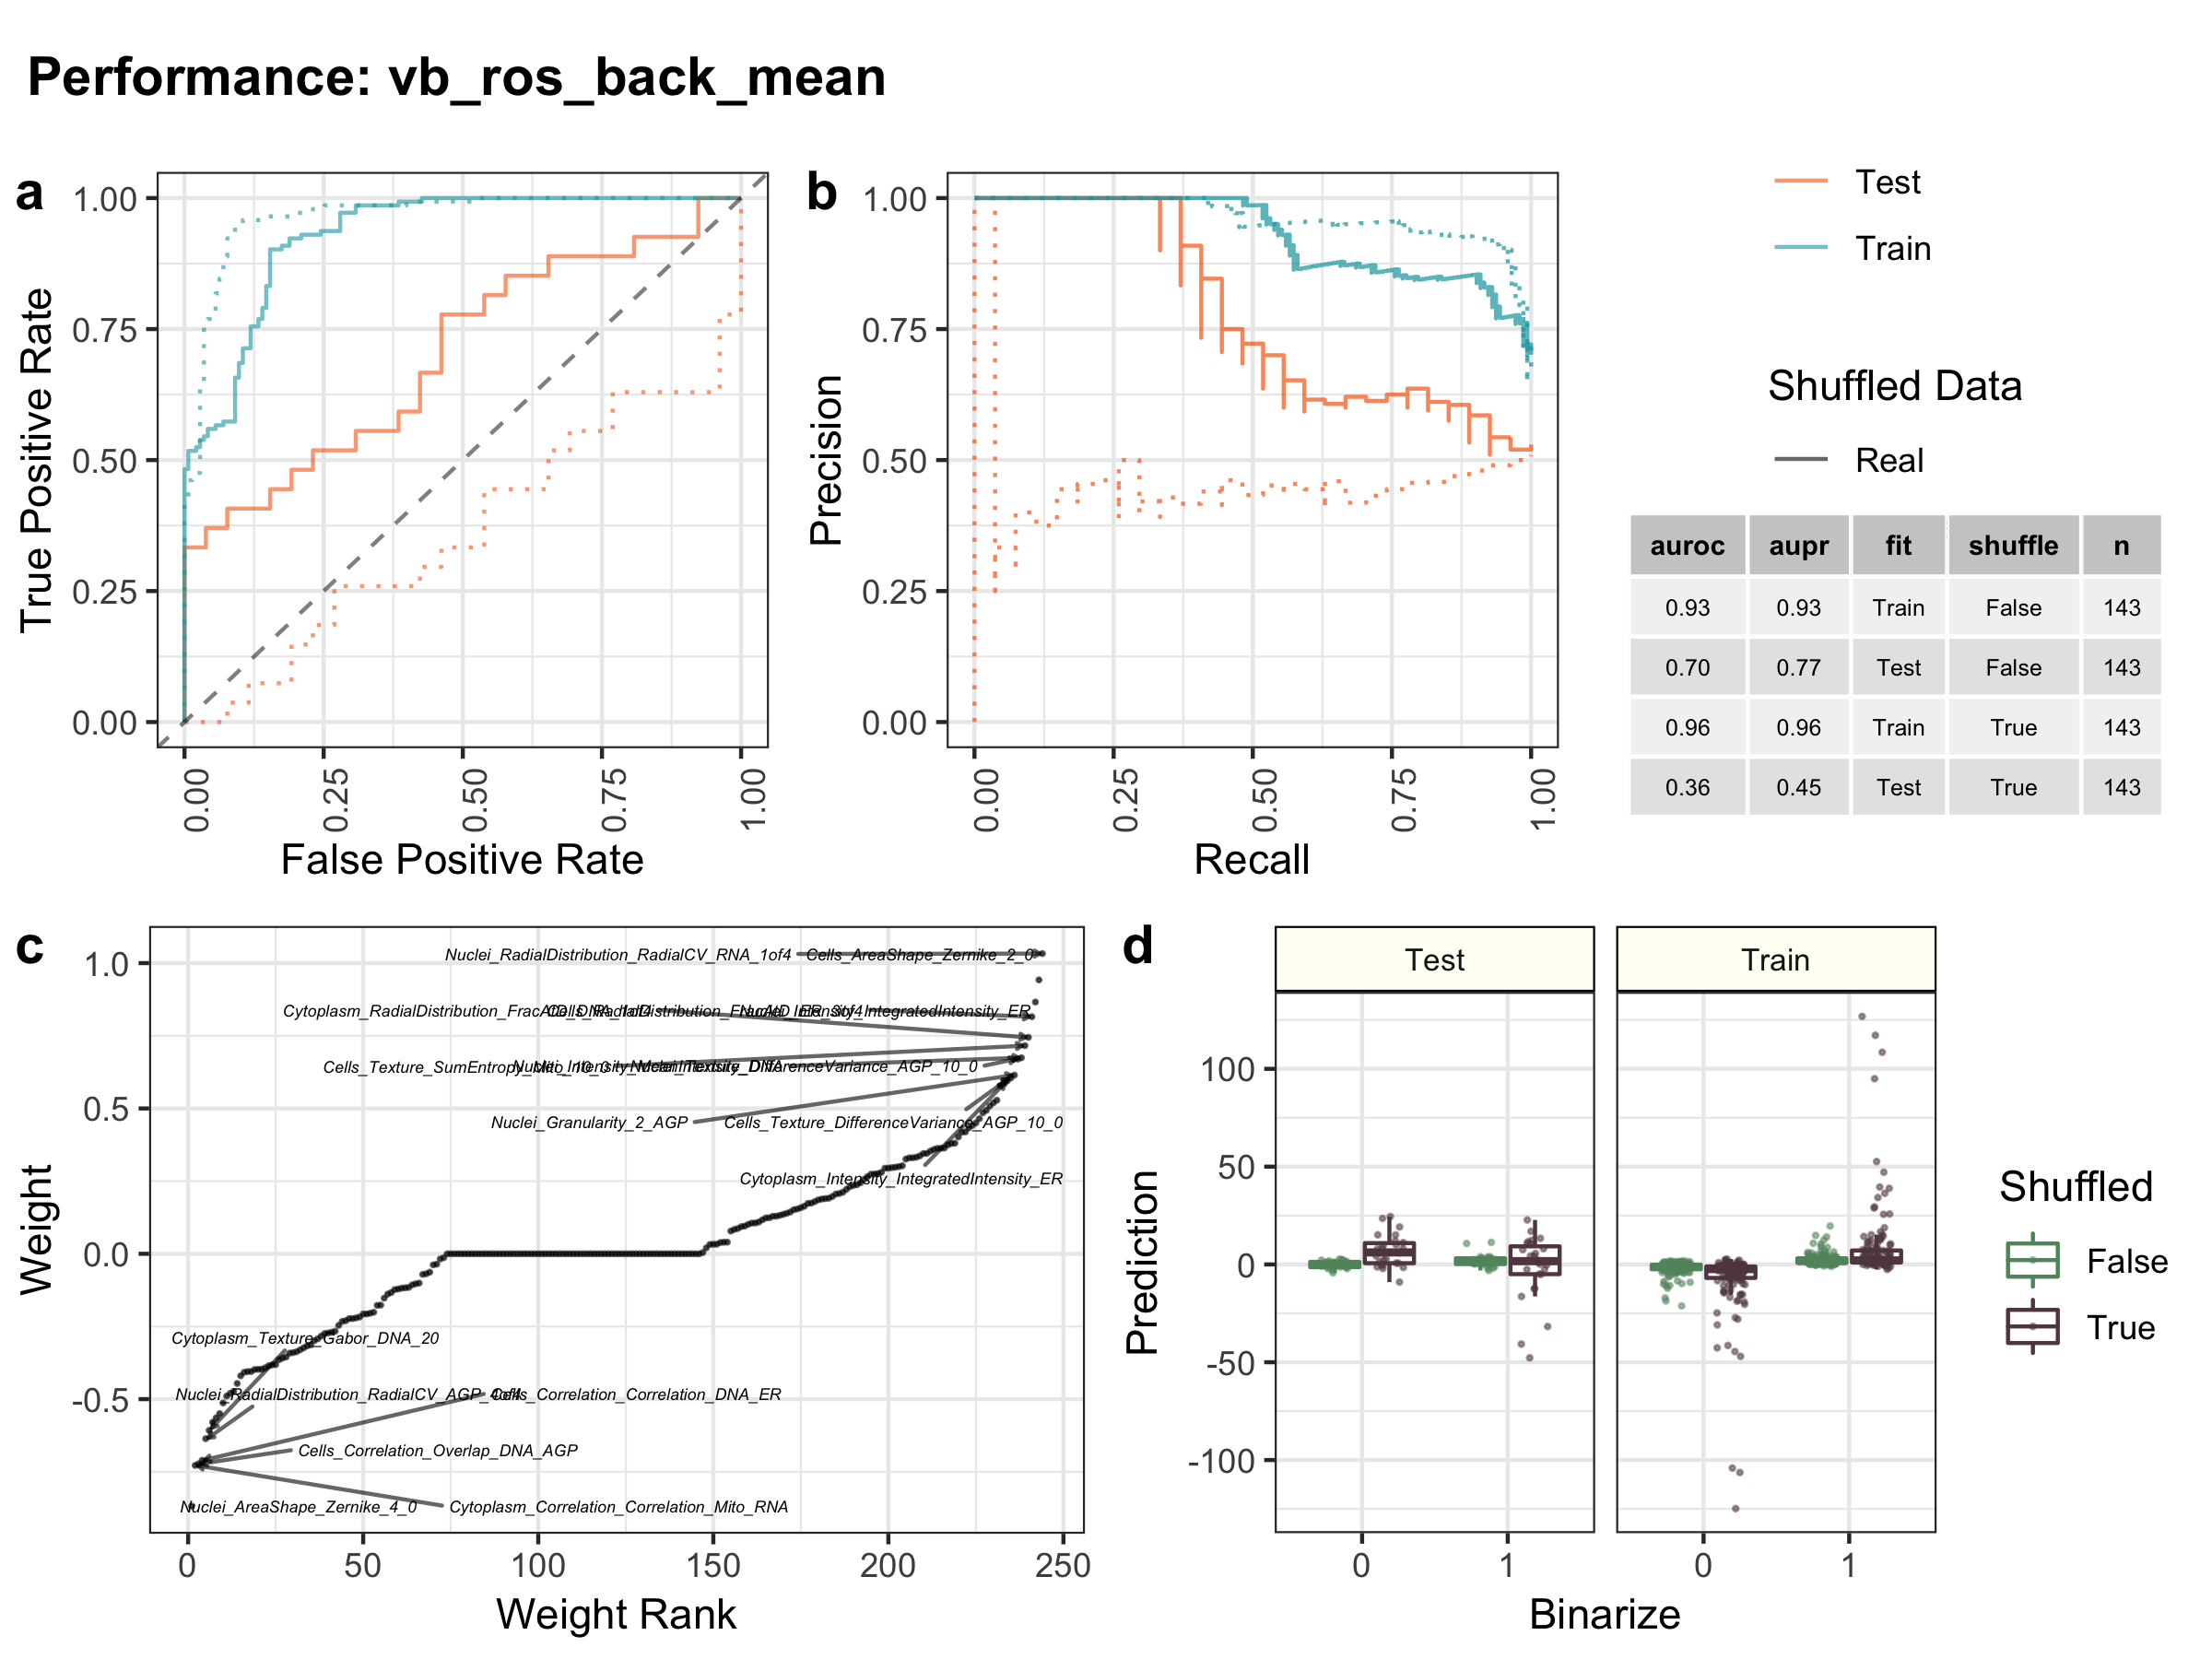 Performance: vb_ros_back_mean
a
1.00
0.75
0.50
0.25
0.00
True Positive Rate
0.00
0.25
0.50
0.75
1.00
False Positive Rate
b
1.00
0.75
0.50
0.25
0.00
Precision
0.00
0.25
0.50
0.75
1.00
Recall
Test
Train
Shuffled Data
Real
auroc aupr fit shuffle n
0.93 0.93 Train False 143
0.70 0.77 Test False 143
0.96 0.96 Train True 143
0.36 0.45 Test True 143
c
1.0
0.5
0.0
-0.5
Weight
Nuclei_RadialDistribution_RadialCV_RNA_1of4
Cells_AreaShape_Zernike_2_0
Cytoplasm_RadialDistribution_FracAtD_DNA_1of4
Cells_RadialDistribution_FracAtD_ER_3of4
Nuclei_Intensity_IntegratedIntensity_ER
Cells_Texture_SumEntropy_Mito_10_0
Nuclei_Intensity_MeanIntensity_DNA
Nuclei_Texture_DifferenceVariance_AGP_10_0
Nuclei_Granularity_2_AGP
Cells_Texture_DifferenceVariance_AGP_10_0
Cytoplasm_Intensity_IntegratedIntensity_ER
Cytoplasm_Texture_Gabor_DNA_20
Nuclei_RadialDistribution_RadialCV_AGP_4of4
Cells_Correlation_Correlation_DNA_ER
Cells_Correlation_Overlap_DNA_AGP
Nuclei_AreaShape_Zernike_4_0
Cytoplasm_Correlation_Correlation_Mito_RNA
0
50
100
150
200
250
Weight Rank
d
Test
Train
100
50
0
-50
-100
Prediction
0
1
0
1
Binarize
Shuffled
False
True